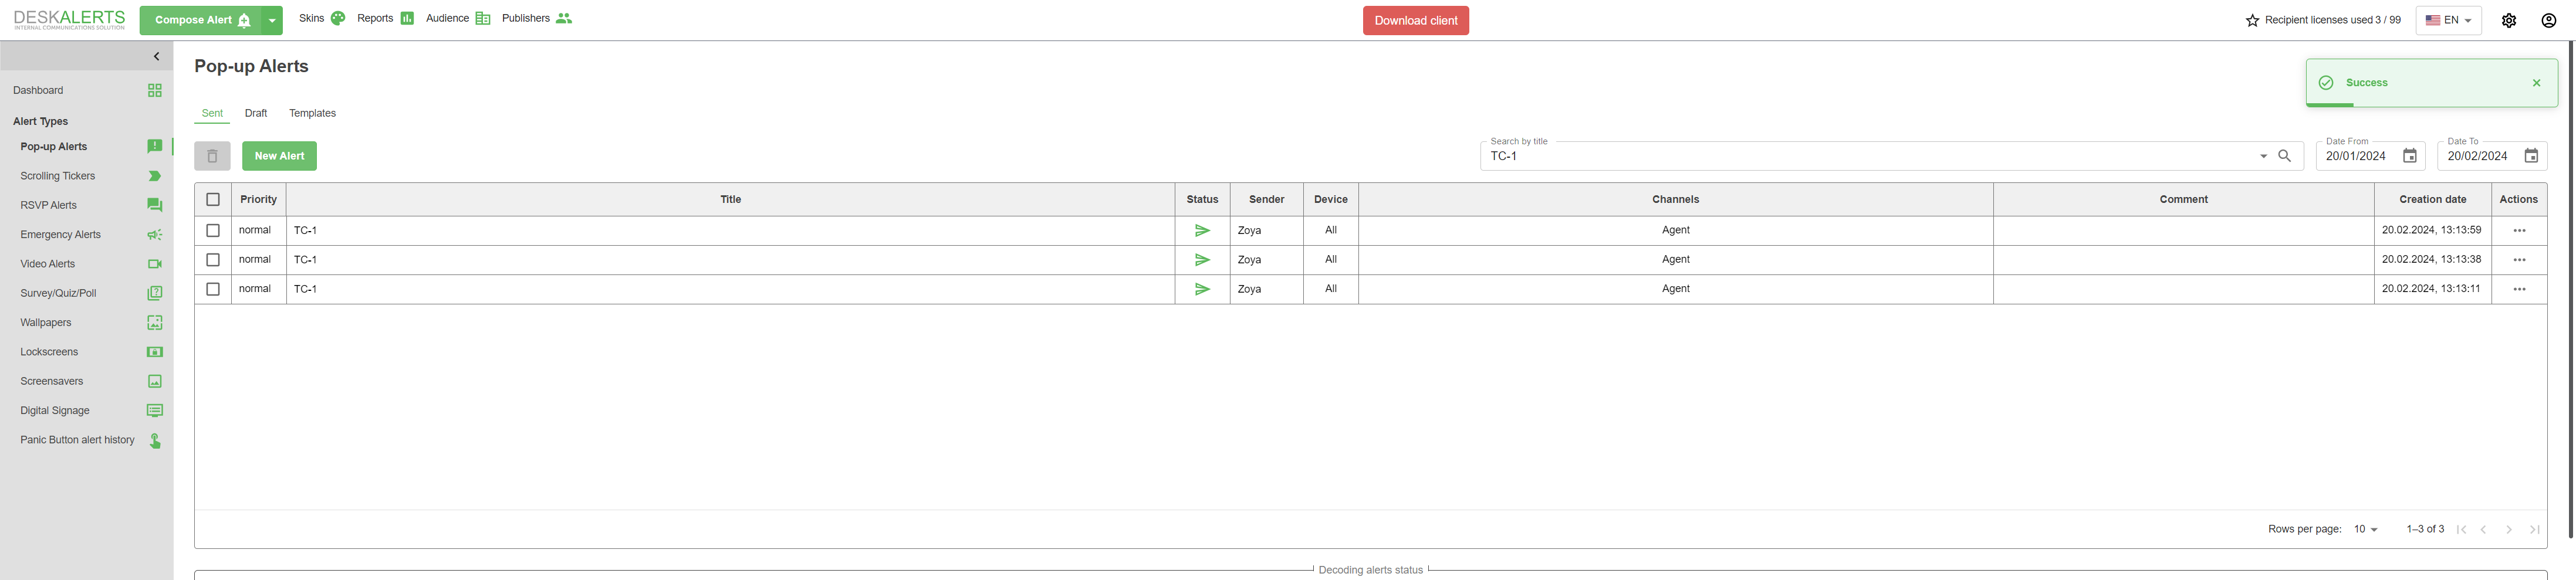 DESKALERTS
INTERNAL COMMUNICATIONS SOLUTION
Compose Alert
Skins
Reports
Audience
Publishers
Download client
Recipient licenses used 3 / 99
EN
Pop-up Alerts
Success
Dashboard
Alert Types
Pop-up Alerts
Scrolling Tickers
RSVP Alerts
Emergency Alerts
Video Alerts
Survey/Quiz/Poll
Wallpapers
Lockscreens
Screensavers
Digital Signage
Panic Button alert history
Sent Draft Templates
New Alert
Search by title
TC-1
Date From
20/01/2024
Date To
20/02/2024
Priority Title Status Sender Device Channels Comment Creation date Actions
normal TC-1 Zoya All Agent 20.02.2024, 13:13:59
normal TC-1 Zoya All Agent 20.02.2024, 13:13:38
normal TC-1 Zoya All Agent 20.02.2024, 13:13:11
Rows per page: 10 1–3 of 3
Decoding alerts status